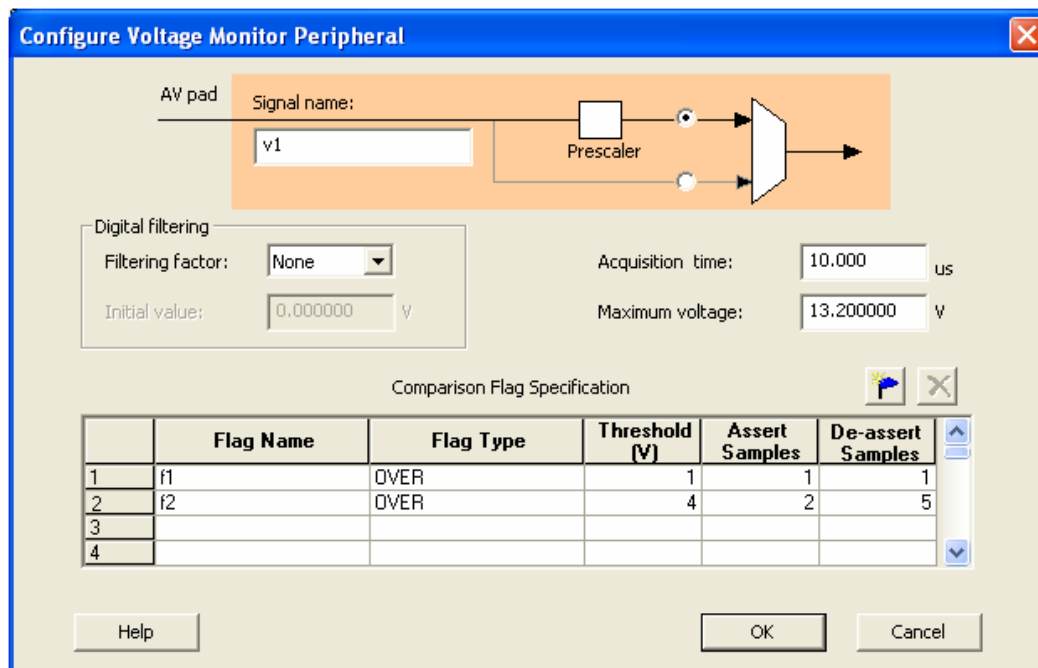 Configure Voltage Monitor Peripheral
AV pad
Signal name:
v1
Prescaler
Digital filtering
Filtering factor: None
Initial value: 0.000000 V
Acquisition time: 10.000 us
Maximum voltage: 13.200000 V
Comparison Flag Specification
Flag Name Flag Type Threshold (V) Assert Samples De-assert Samples
1 f1 OVER 1 1 1
2 f2 OVER 4 2 5
3
4
Help OK Cancel